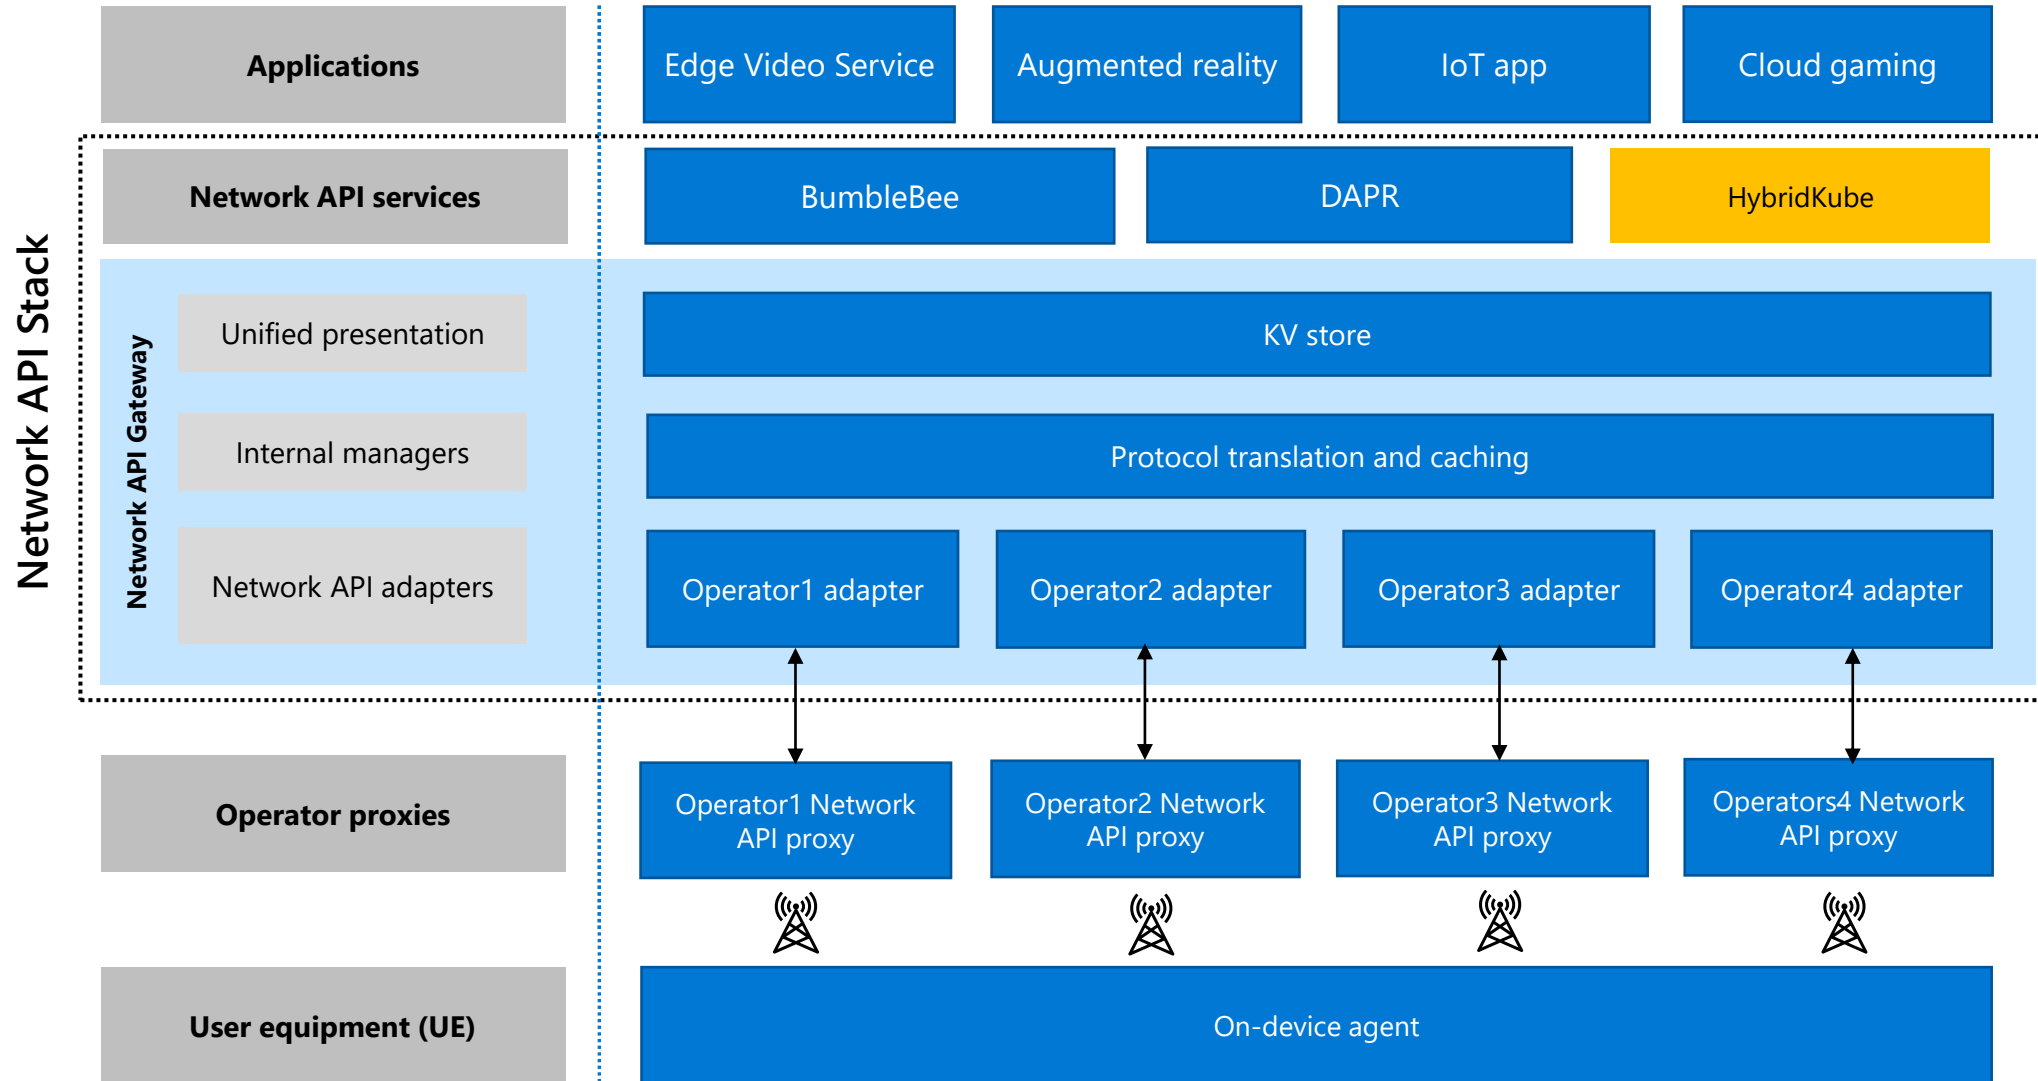 Applications
Edge Video Service
Augmented reality
IoT app
Cloud gaming
Network API Stack
Network API services
BumbleBee
DAPR
HybridKube
Network API Gateway
Unified presentation
KV store
Internal managers
Protocol translation and caching
Network API adapters
Operator1 adapter
Operator2 adapter
Operator3 adapter
Operator4 adapter
Operator proxies
Operator1 Network
API proxy
Operator2 Network
API proxy
Operator3 Network
API proxy
Operators4 Network
API proxy
User equipment (UE)
On-device agent